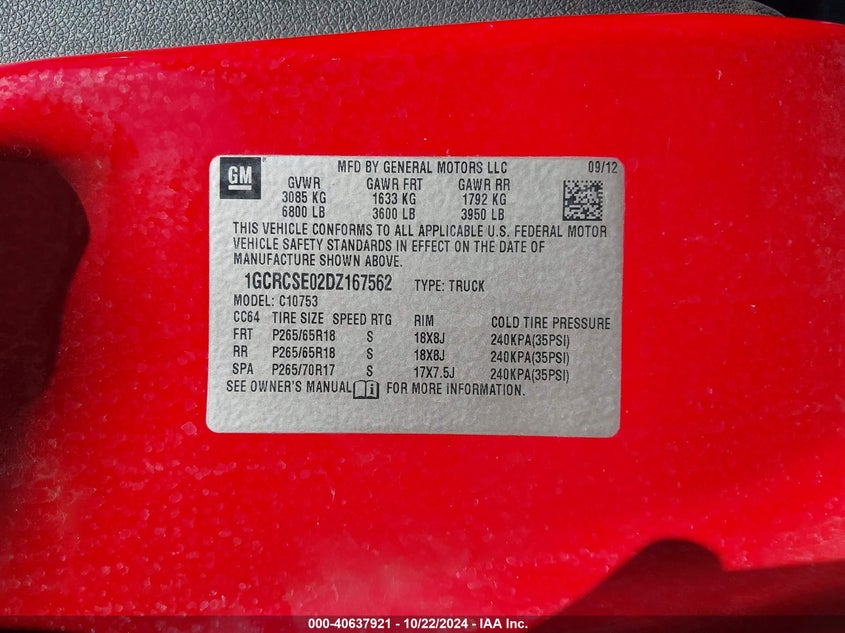 GM MFD BY GENERAL MOTORS LLC 09/12
GVWR GAWR FRT GAWR RR
3085 KG 1633 KG 1792 KG
6800 LB 3600 LB 3950 LB
THIS VEHICLE CONFORMS TO ALL APPLICABLE U.S. FEDERAL MOTOR
VEHICLE SAFETY STANDARDS IN EFFECT ON THE DATE OF
MANUFACTURE SHOWN ABOVE.
1GCRCSE02DZ167562 TYPE: TRUCK
MODEL: C10753
CC64 TIRE SIZE SPEED RTG RIM COLD TIRE PRESSURE
FRT P265/65R18 S 18X8J 240KPA(35PSI)
RR P265/65R18 S 18X8J 240KPA(35PSI)
SPA P265/70R17 S 17X7.5J 240KPA(35PSI)
SEE OWNER'S MANUAL FOR MORE INFORMATION.
000-40637921 - 10/22/2024 - IAA Inc.